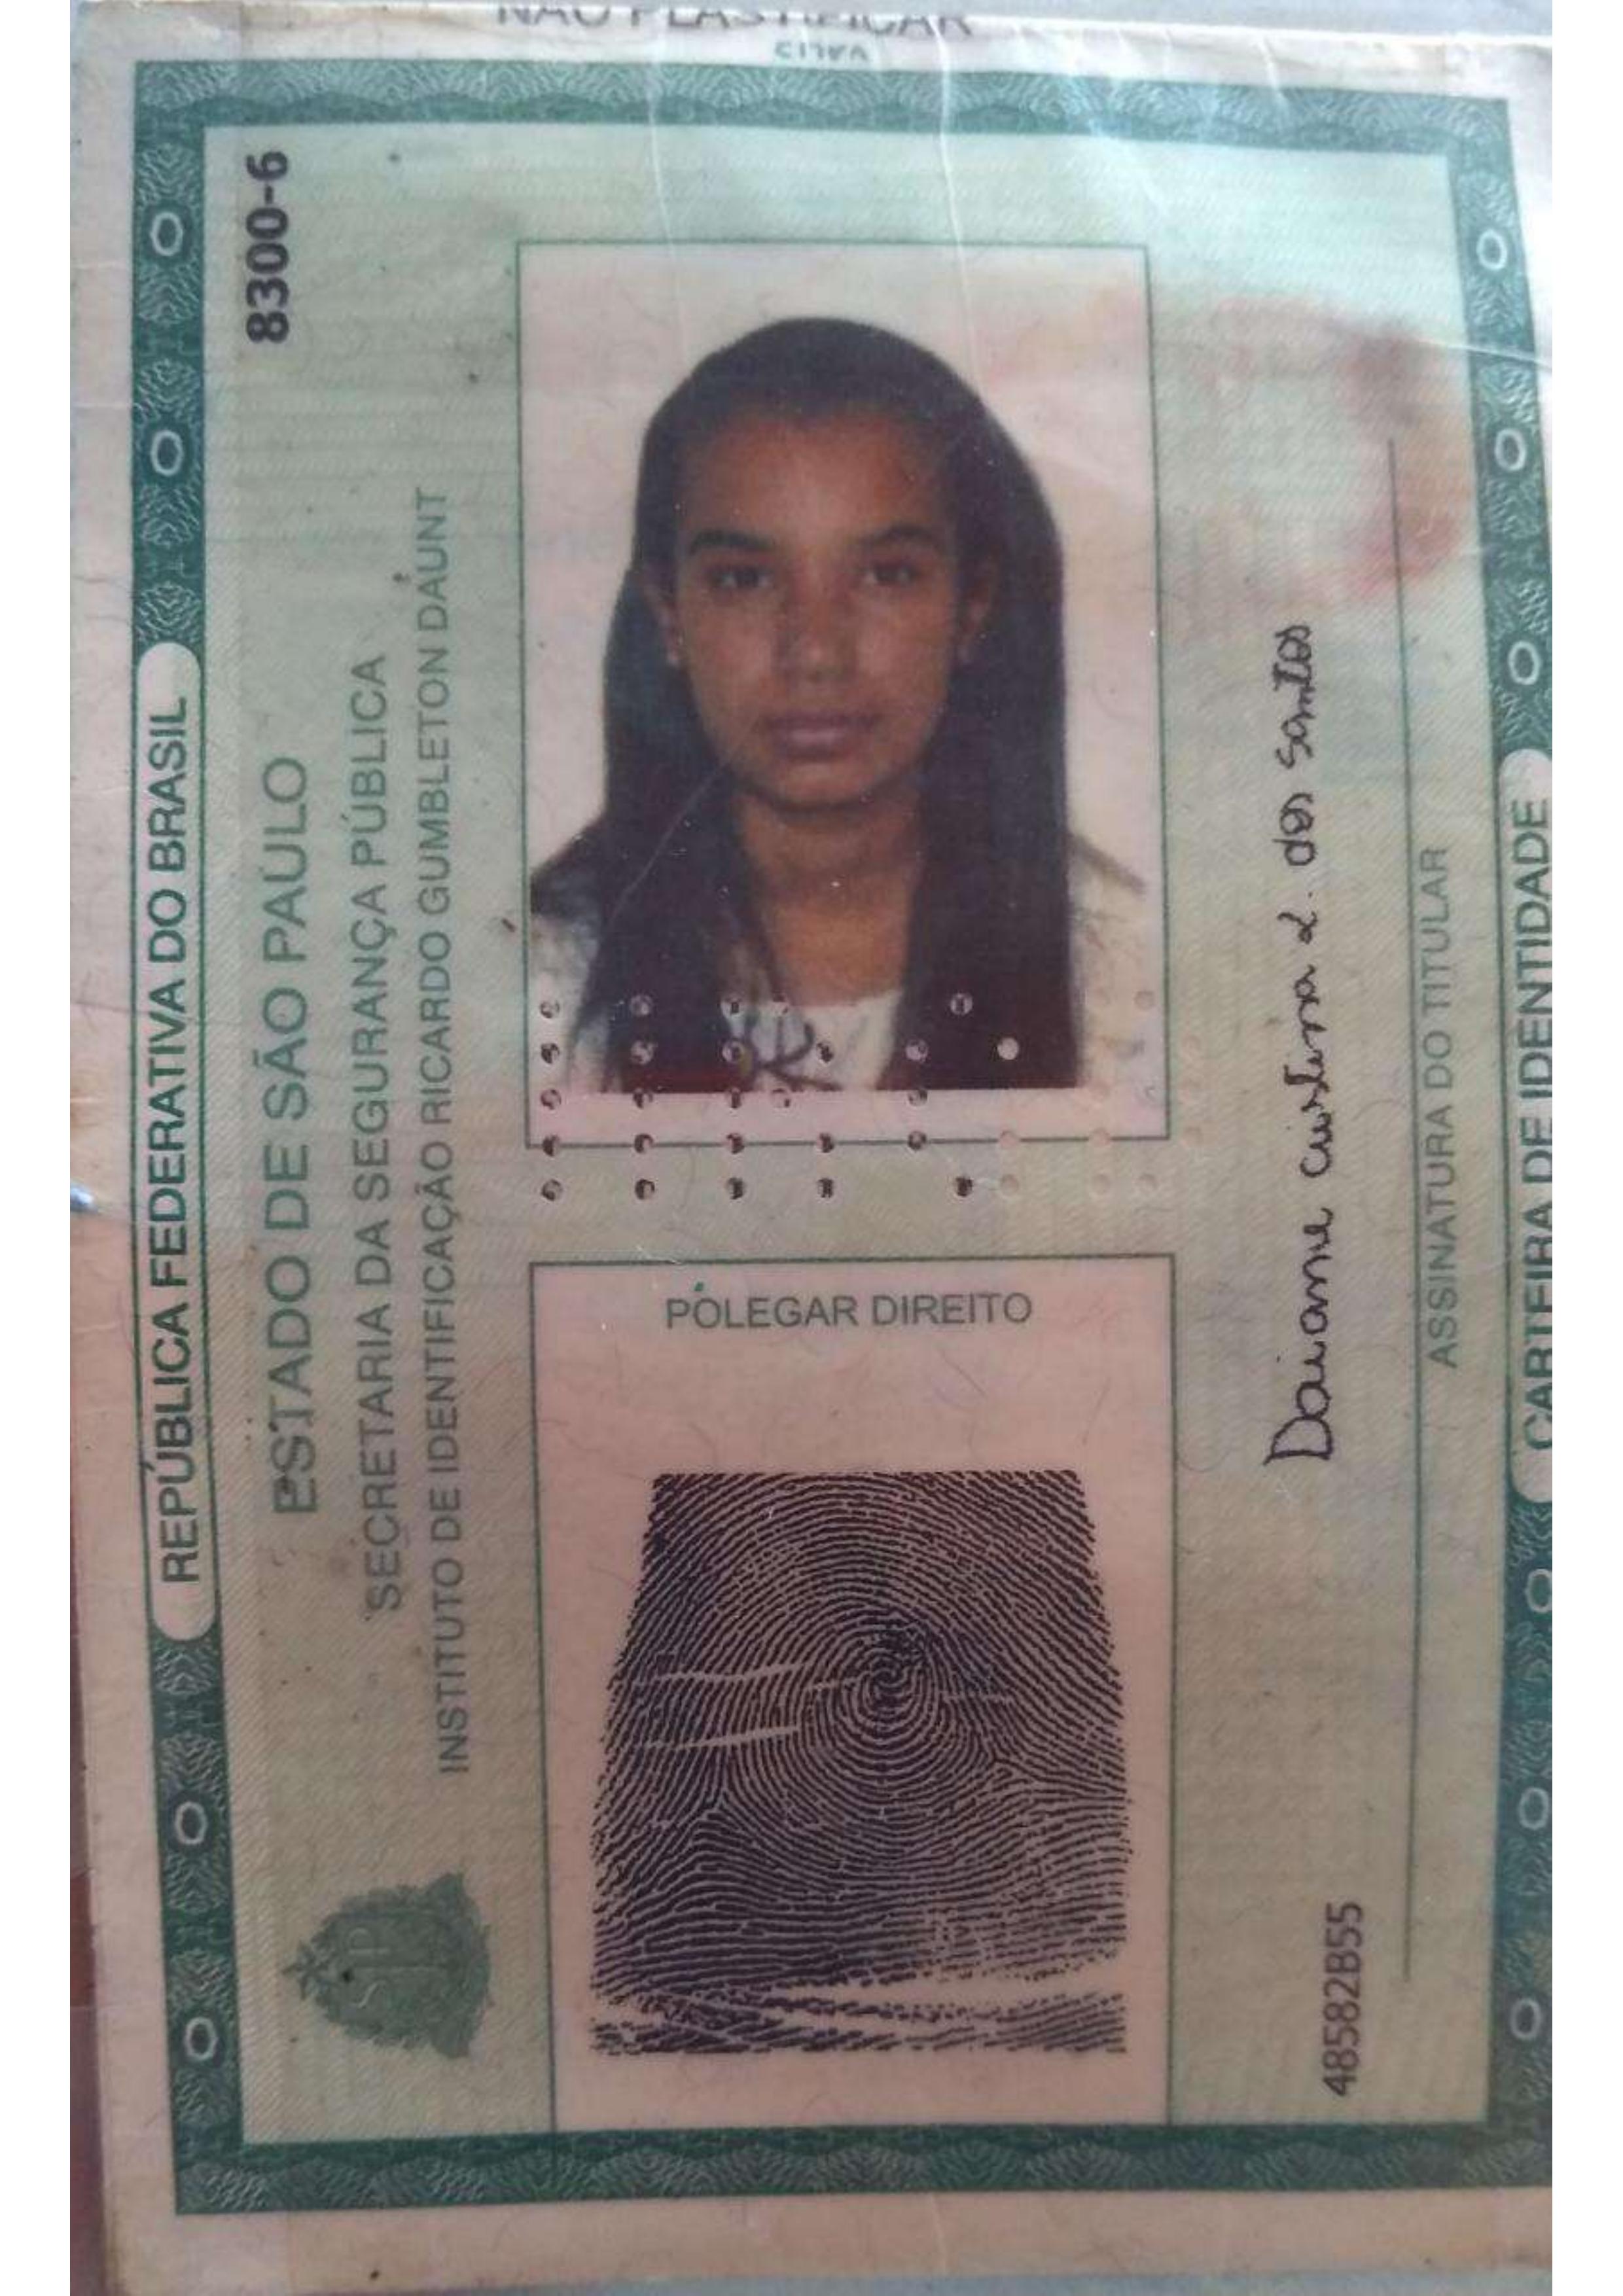 NÃO PLASTIFICAR
REPÚBLICA FEDERATIVA DO BRASIL
8300-6
ESTADO DE SÃO PAULO
SECRETARIA DA SEGURANÇA PÚBLICA
INSTITUTO DE IDENTIFICAÇÃO RICARDO GUMBLETON DAUNT
POLEGAR DIREITO
Daiane cristina L. dos santos
48582B55
ASSINATURA DO TITULAR
CARTEIRA DE IDENTIDADE